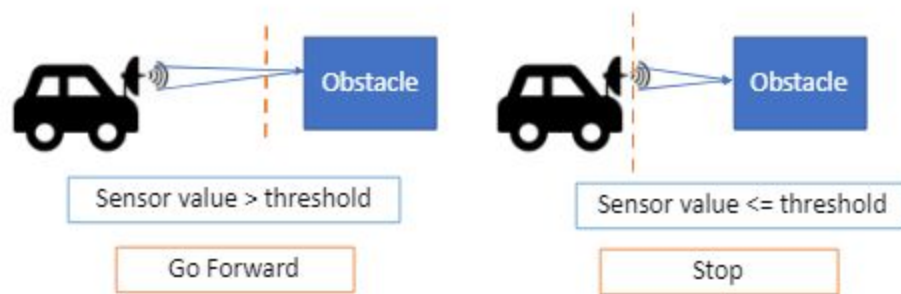 Obstacle
Obstacle
Sensor value > threshold
Sensor value <= threshold
Go Forward
Stop